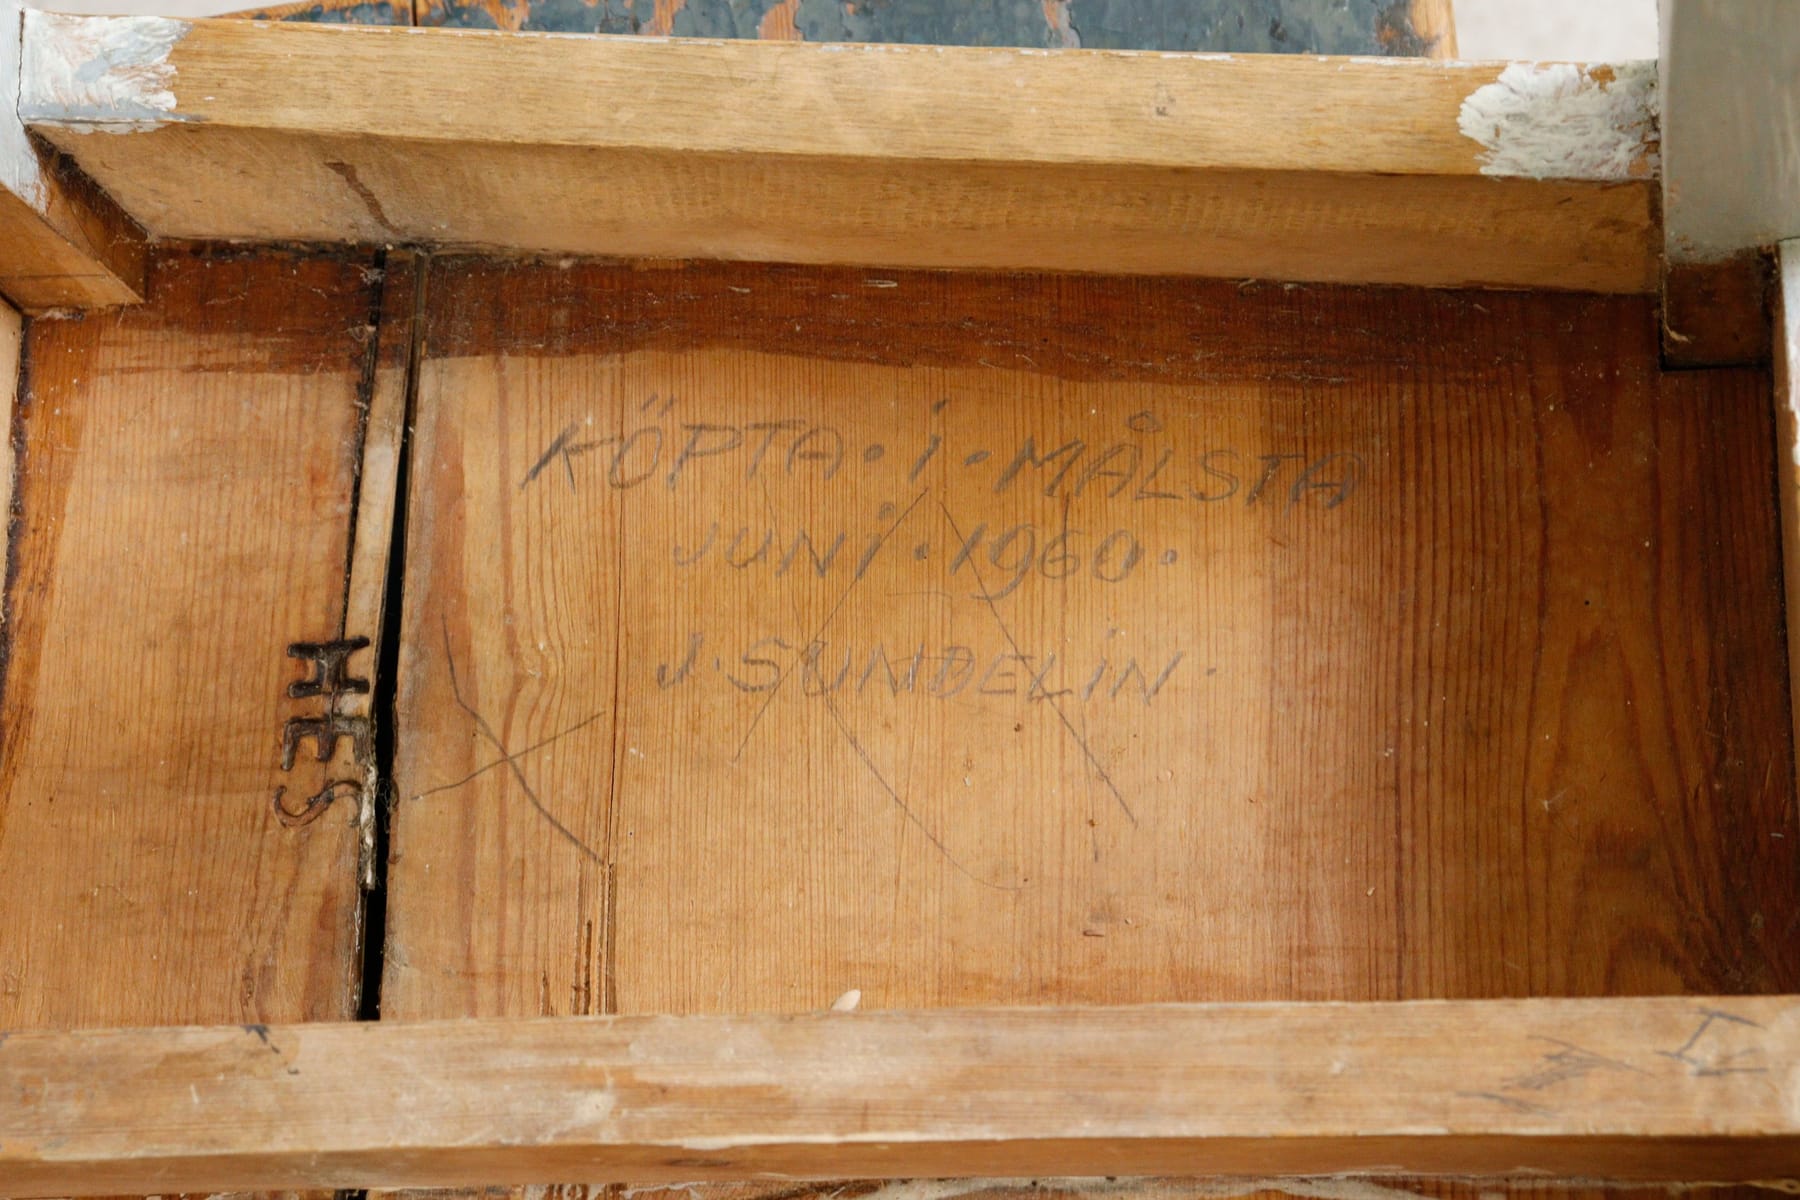 KÖPTA · i · MÅLSTA
JUNi · 1960 ·
J. SUNDELiN ·
HES